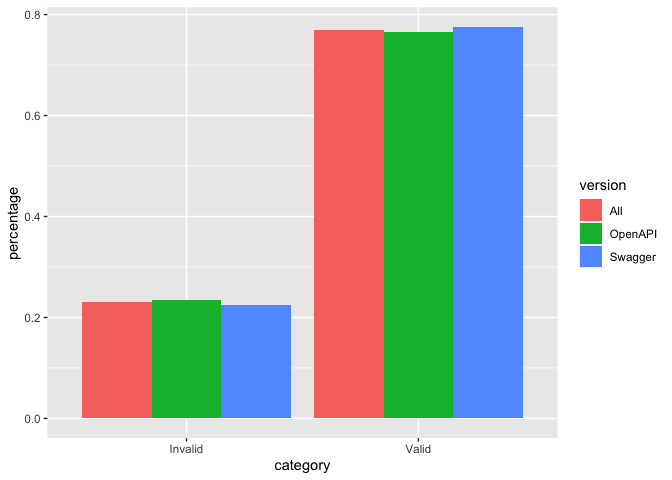 0.8
0.6
0.4
0.2
0.0
percentage
Invalid
Valid
category
version
All
OpenAPI
Swagger